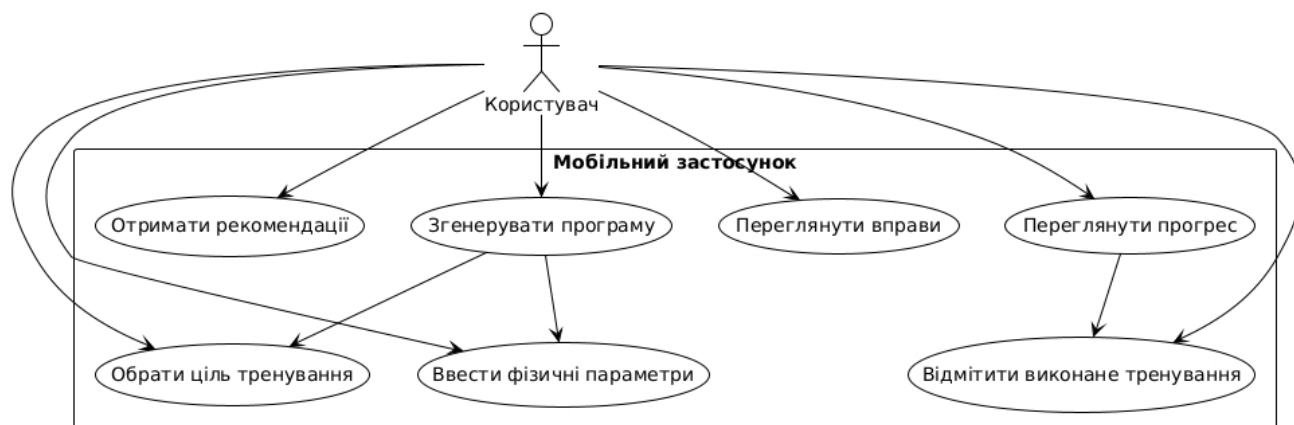 Користувач
Мобільний застосунок
Отримати рекомендації
Згенерувати програму
Переглянути вправи
Переглянути прогрес
Обрати ціль тренування
Ввести фізичні параметри
Відмітити виконане тренування